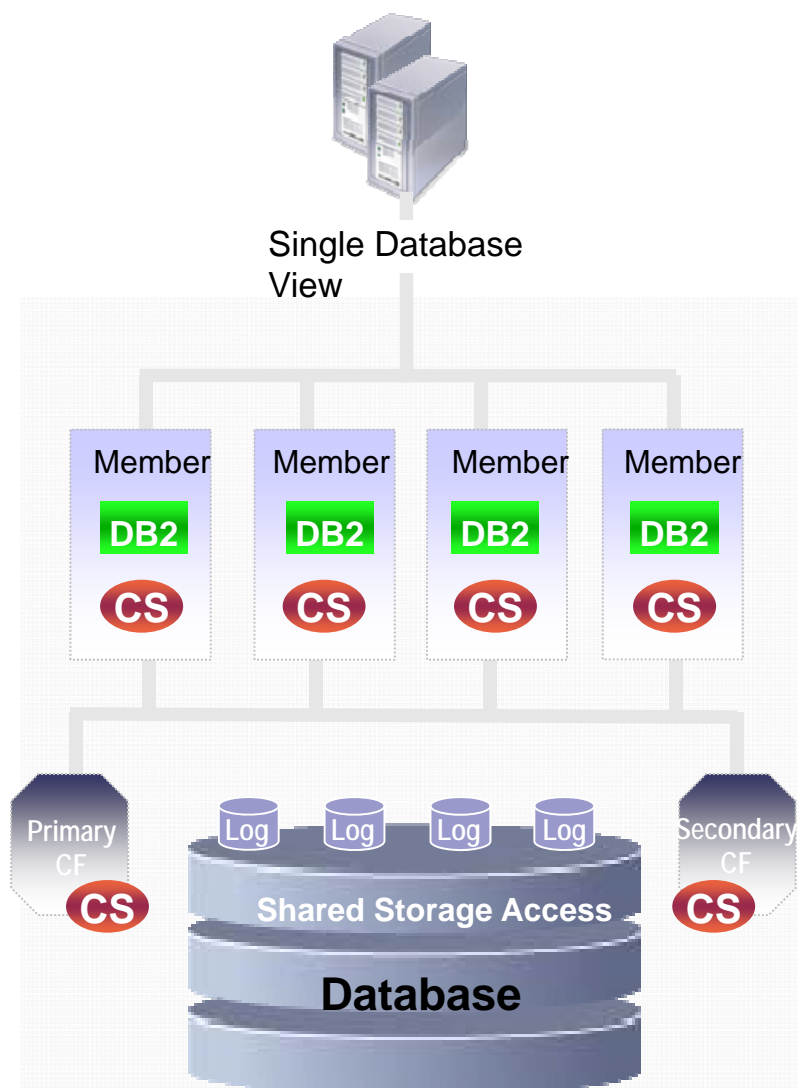 Single Database
View
Member
Member
Member
Member
DB2
DB2
DB2
DB2
CS
CS
CS
CS
Primary
CF
CS
Log
Log
Log
Log
Secondary
CF
CS
Shared Storage Access
Database